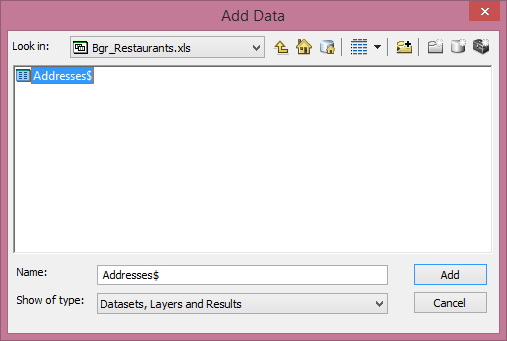 Add Data
Look in: Bgr_Restaurants.xls
Addresses$
Name: Addresses$ Add
Show of type: Datasets, Layers and Results Cancel